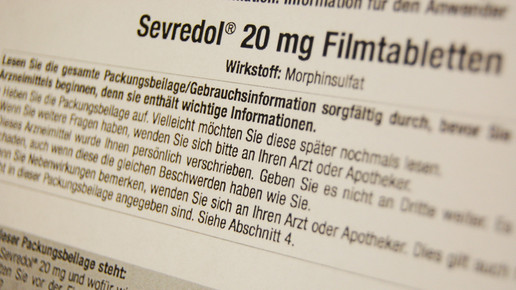 Information für den Anwender
Sevredol® 20 mg Filmtabletten
Wirkstoff: Morphinsulfat
Lesen Sie die gesamte Packungsbeilage/Gebrauchsinformation sorgfältig durch, bevor Sie
Arzneimittels beginnen, denn sie enthält wichtige Informationen.
Heben Sie die Packungsbeilage auf. Vielleicht möchten Sie diese später nochmals lesen.
Wenn Sie weitere Fragen haben, wenden Sie sich bitte an Ihren Arzt oder Apotheker.
Dieses Arzneimittel wurde Ihnen persönlich verschrieben. Geben Sie es nicht an Dritte weiter. Es
schaden, auch wenn diese die gleichen Beschwerden haben wie Sie.
Sie Nebenwirkungen bemerken, wenden Sie sich an Ihren Arzt oder Apotheker. Dies gilt auch
in dieser Packungsbeilage angegeben sind. Siehe Abschnitt 4.
dieser Packungsbeilage steht:
Sevredol® 20 mg und wofür
Sie vor der